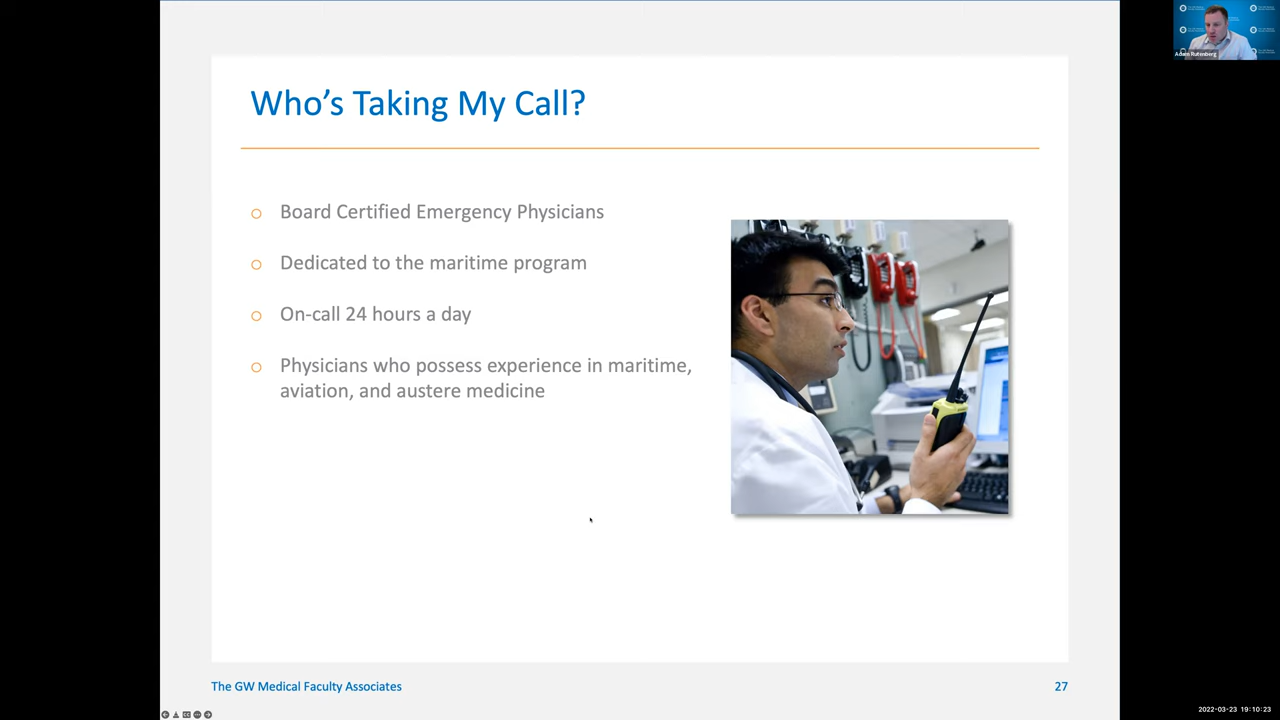 Adam Rutenberg
Who's Taking My Call?
Board Certified Emergency Physicians
Dedicated to the maritime program
On-call 24 hours a day
Physicians who possess experience in maritime,
aviation, and austere medicine
The GW Medical Faculty Associates
27
2022-03-23 19:10:23